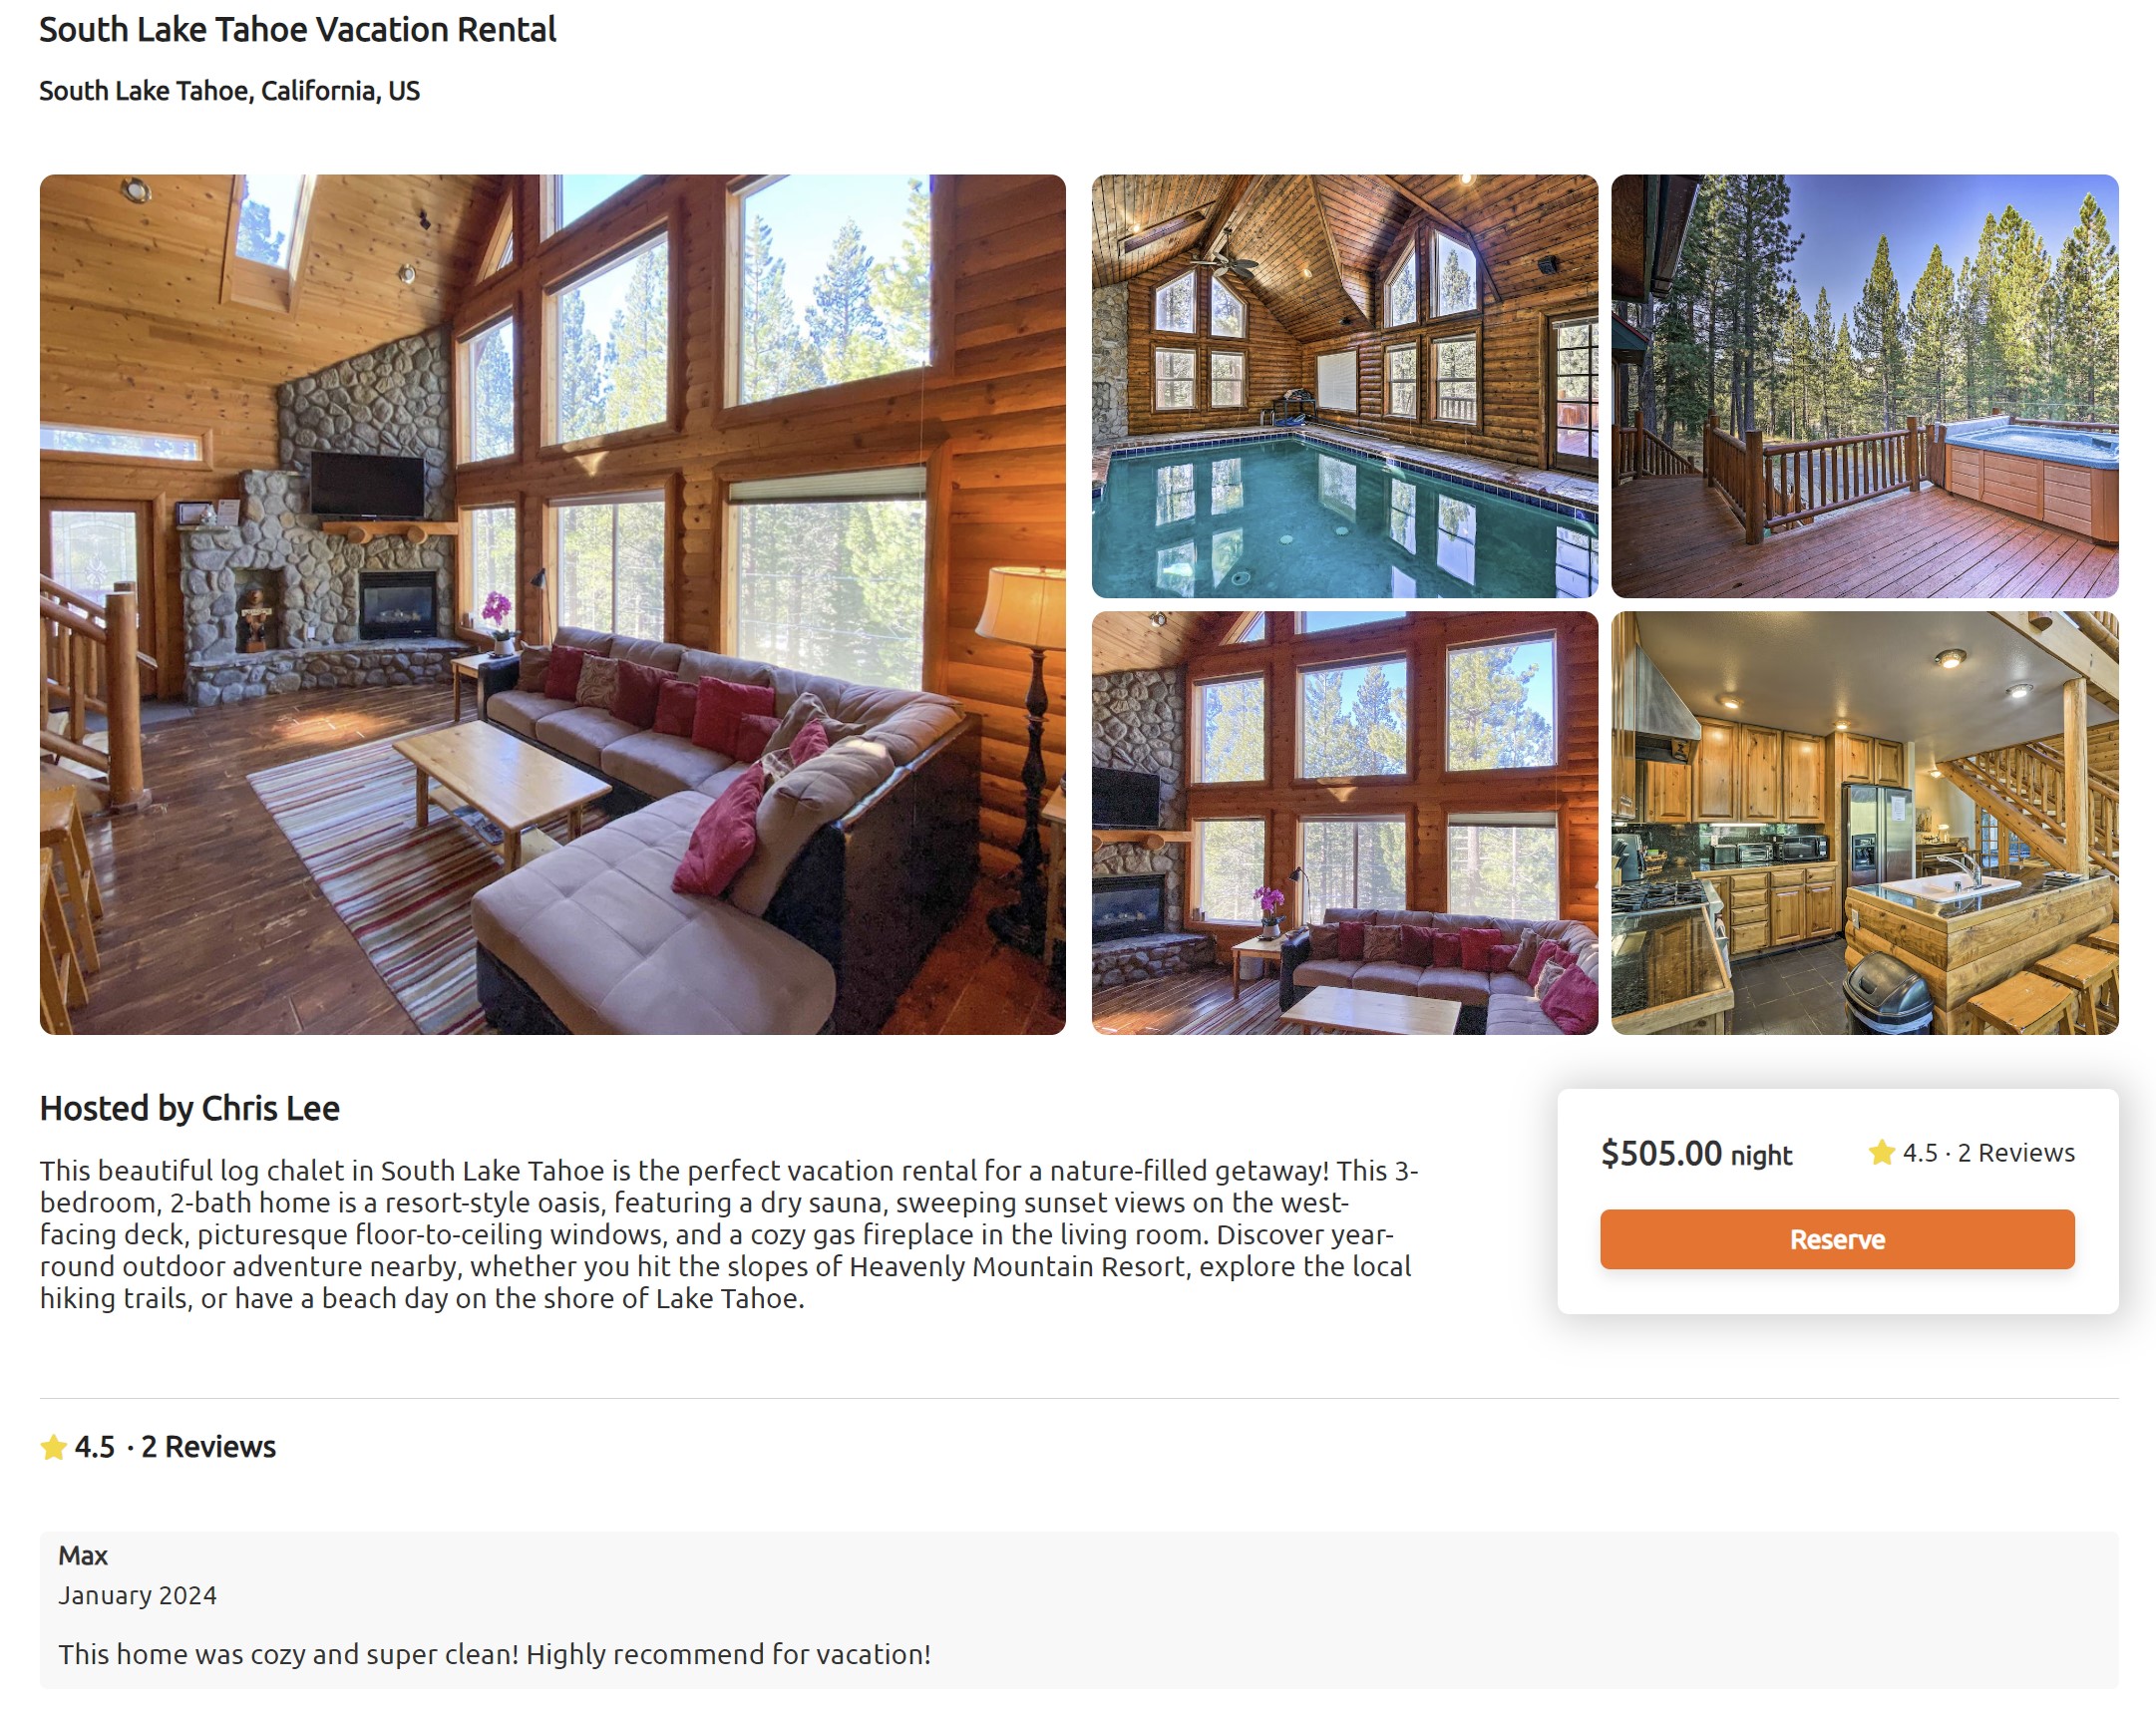 South Lake Tahoe Vacation Rental
South Lake Tahoe, California, US
Hosted by Chris Lee
This beautiful log chalet in South Lake Tahoe is the perfect vacation rental for a nature-filled getaway! This 3-
bedroom, 2-bath home is a resort-style oasis, featuring a dry sauna, sweeping sunset views on the west-
facing deck, picturesque floor-to-ceiling windows, and a cozy gas fireplace in the living room. Discover year-
round outdoor adventure nearby, whether you hit the slopes of Heavenly Mountain Resort, explore the local
hiking trails, or have a beach day on the shore of Lake Tahoe.
$505.00 night
4.5 · 2 Reviews
Reserve
4.5 · 2 Reviews
Max
January 2024
This home was cozy and super clean! Highly recommend for vacation!